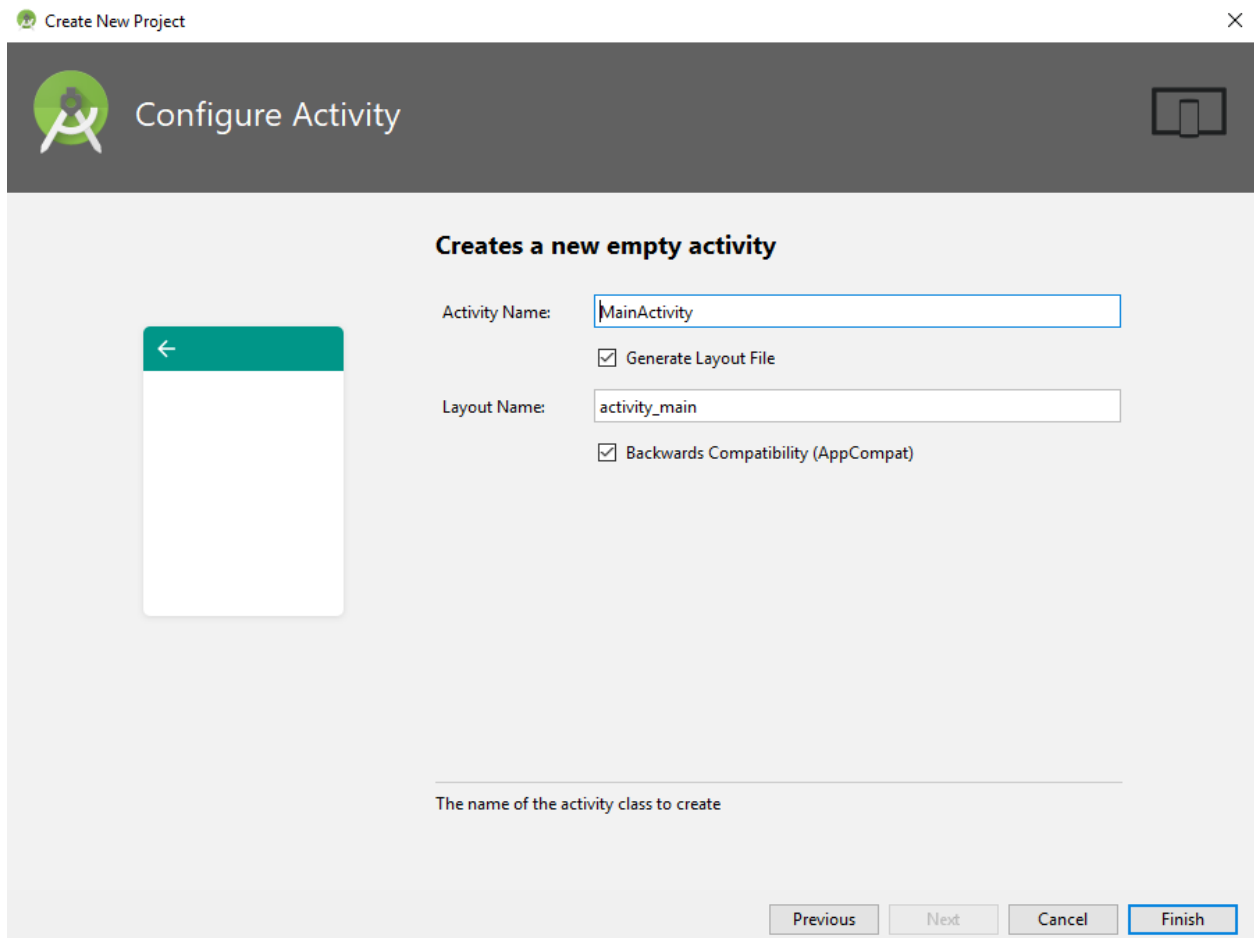 Create New Project
Configure Activity
Creates a new empty activity
Activity Name: MainActivity
Generate Layout File
Layout Name: activity_main
Backwards Compatibility (AppCompat)
The name of the activity class to create
Previous Next Cancel Finish